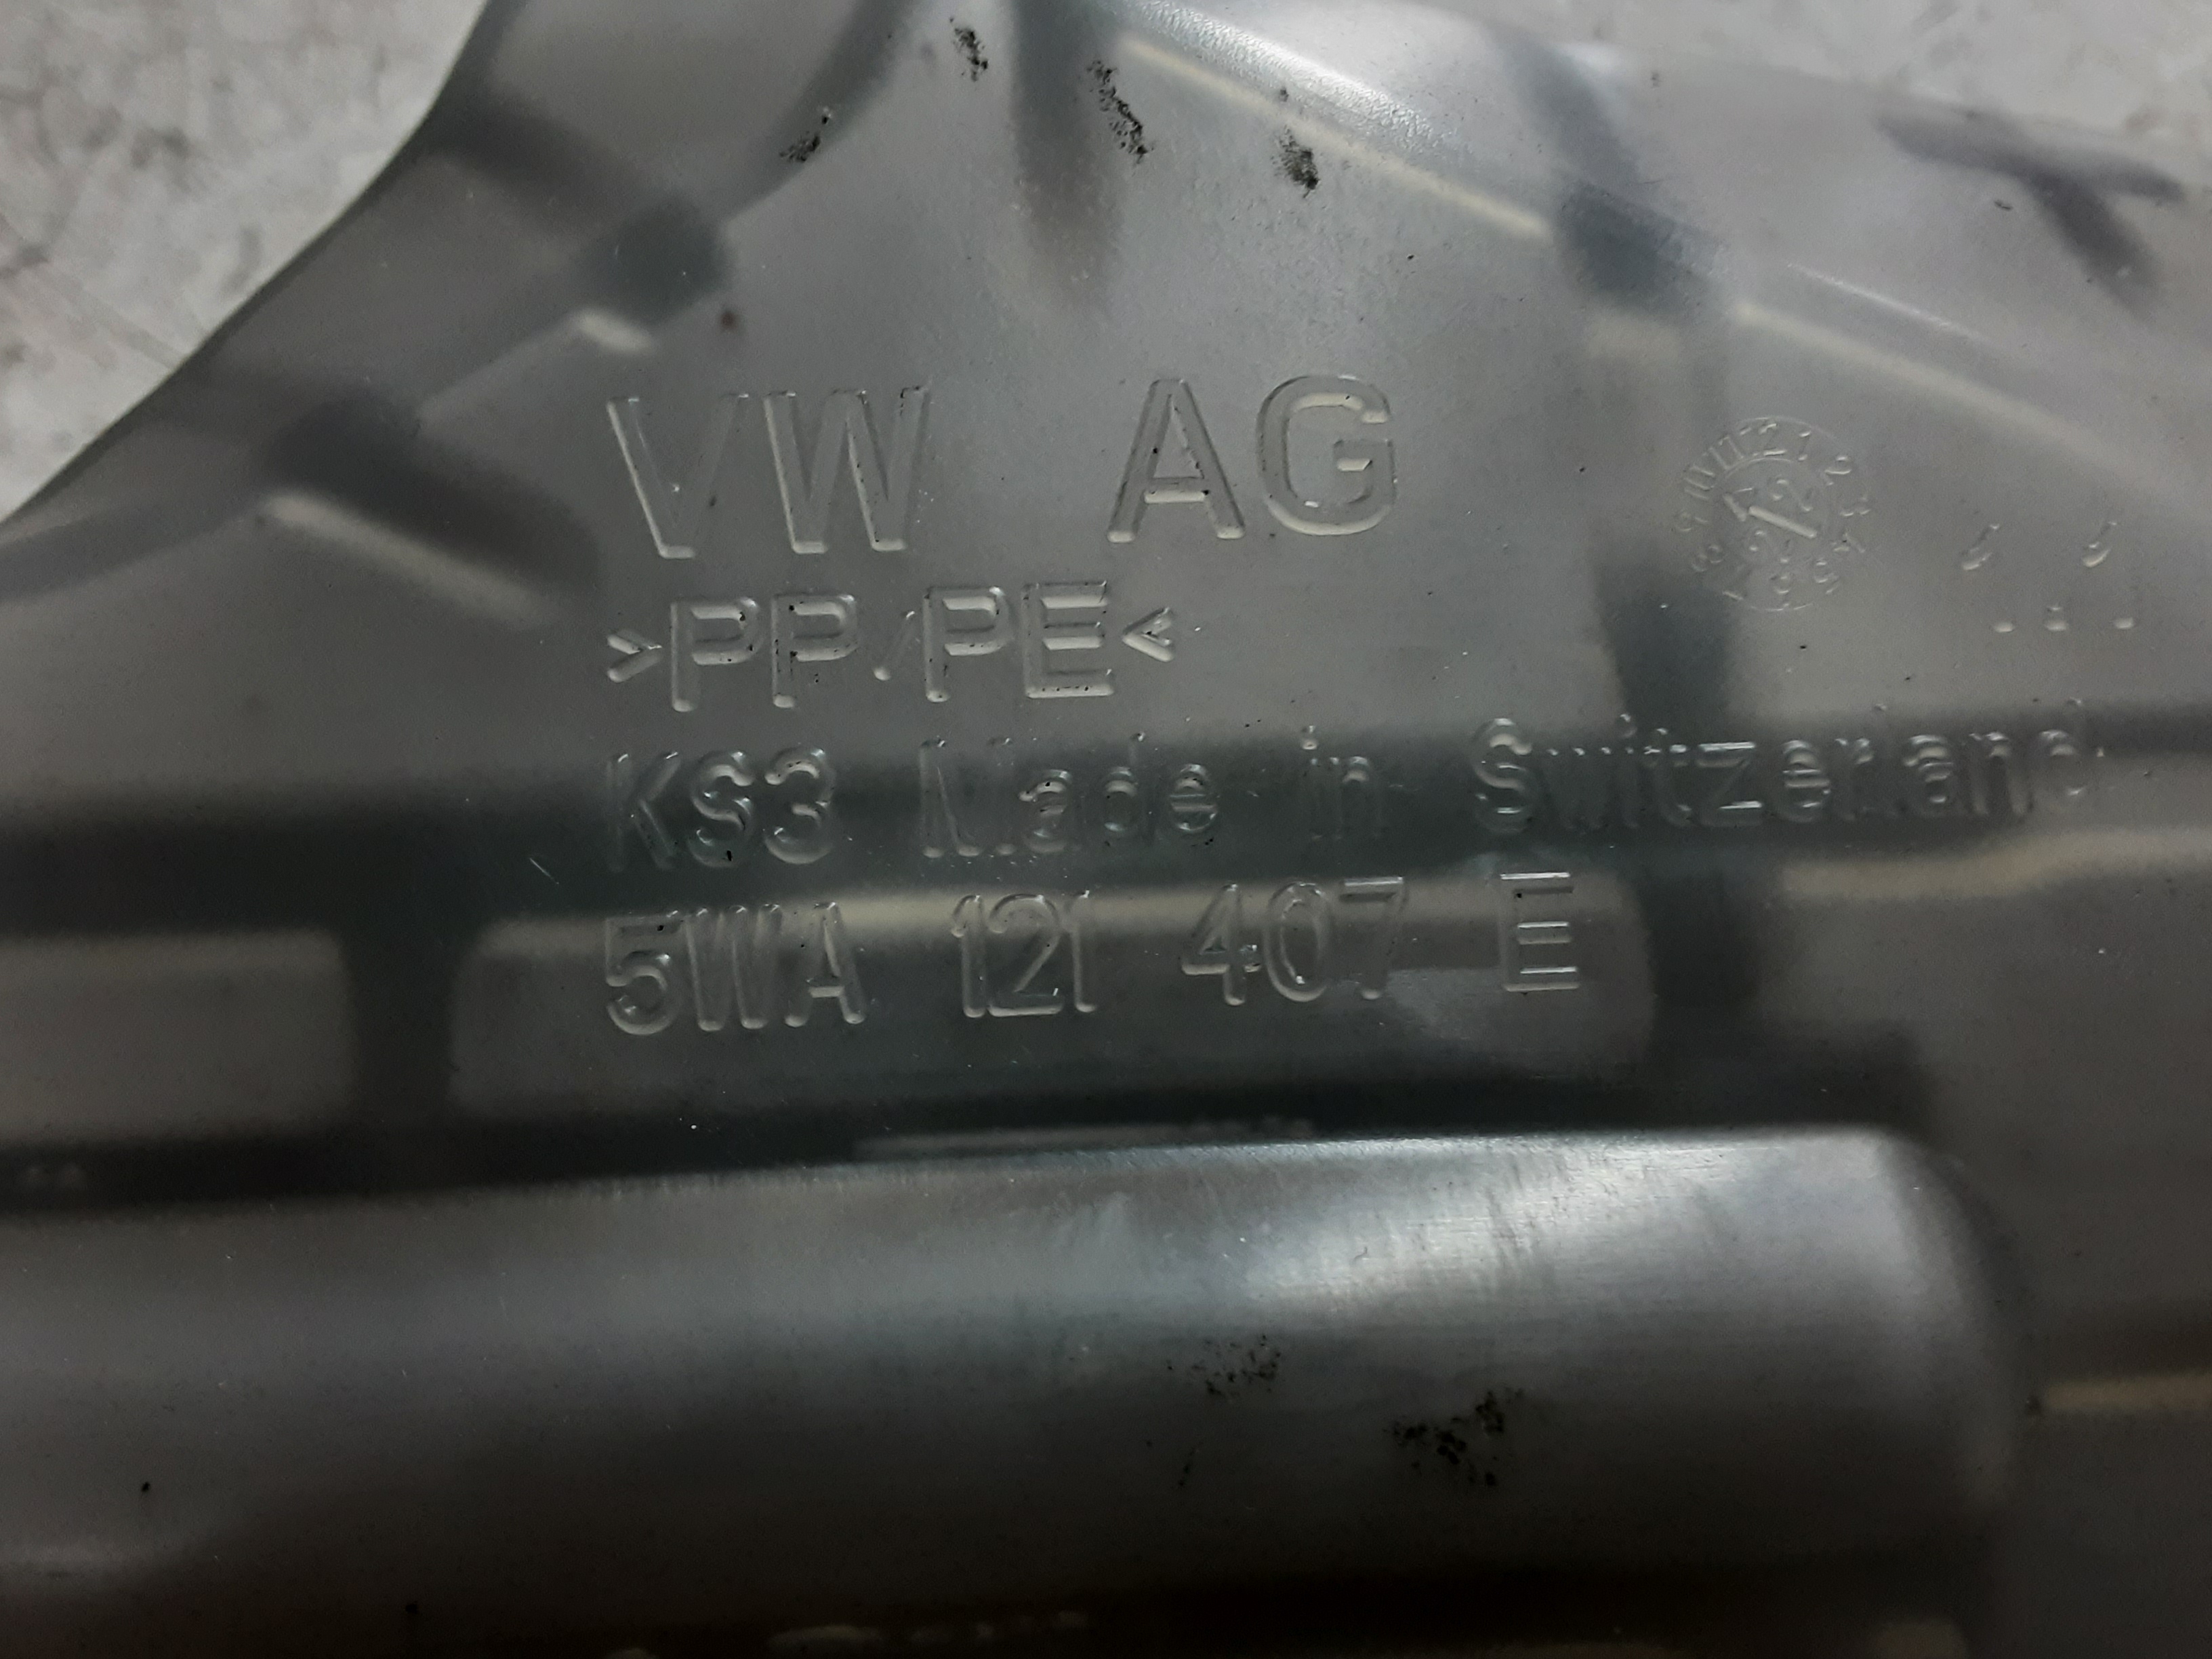 VW AG
>PP/PE<
KS3 Made in Switzerland
5WA 121 407 E